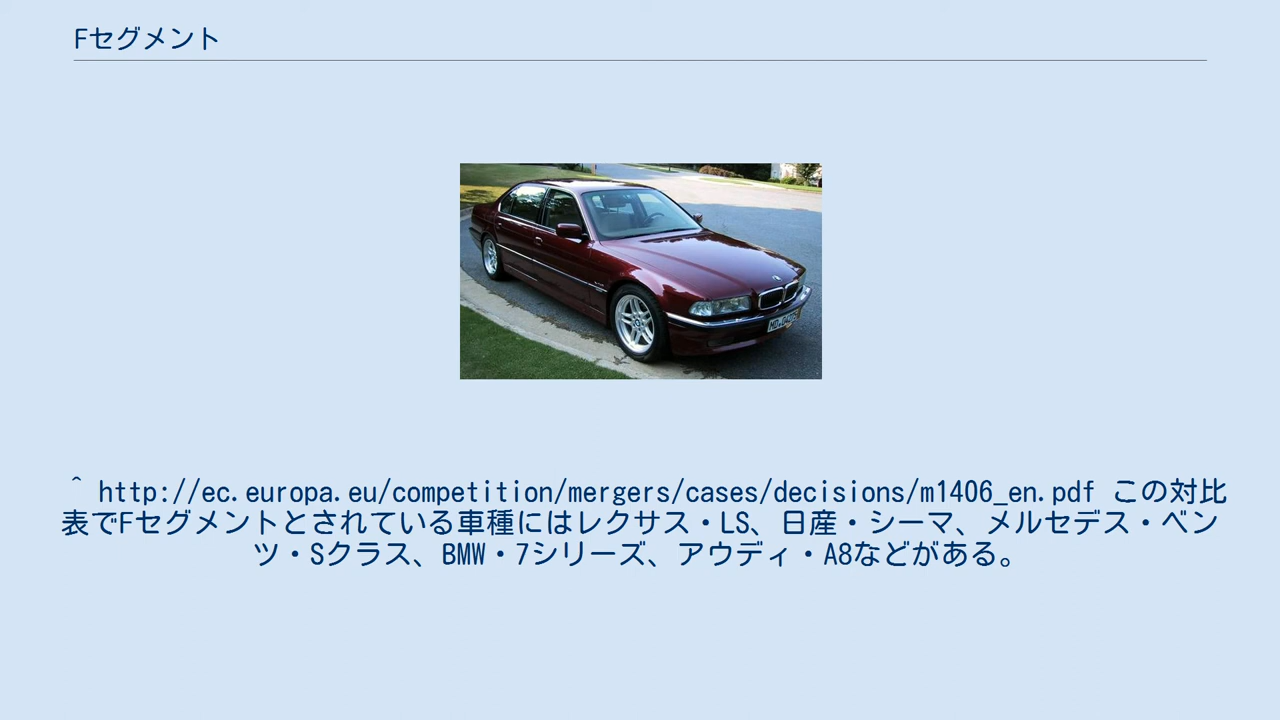 Fセグメント
^ http://ec.europa.eu/competition/mergers/cases/decisions/m1406_en.pdf この対比
表でFセグメントとされている車種にはレクサス・LS、日産・シーマ、メルセデス・ベン
ツ・Sクラス、BMW・7シリーズ、アウディ・A8などがある。